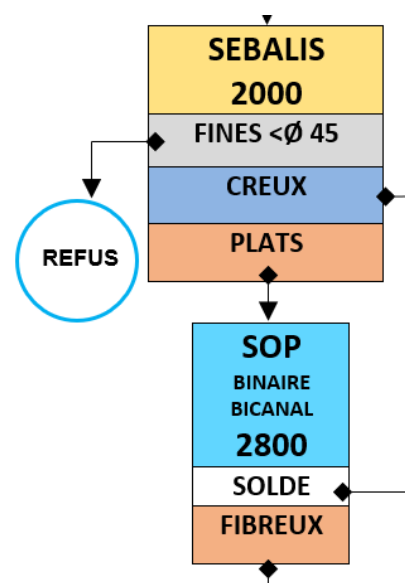 SEBALIS
2000
FINES <Ø 45
CREUX
REFUS
PLATS
SOP
BINAIRE
BICANAL
2800
SOLDE
FIBREUX